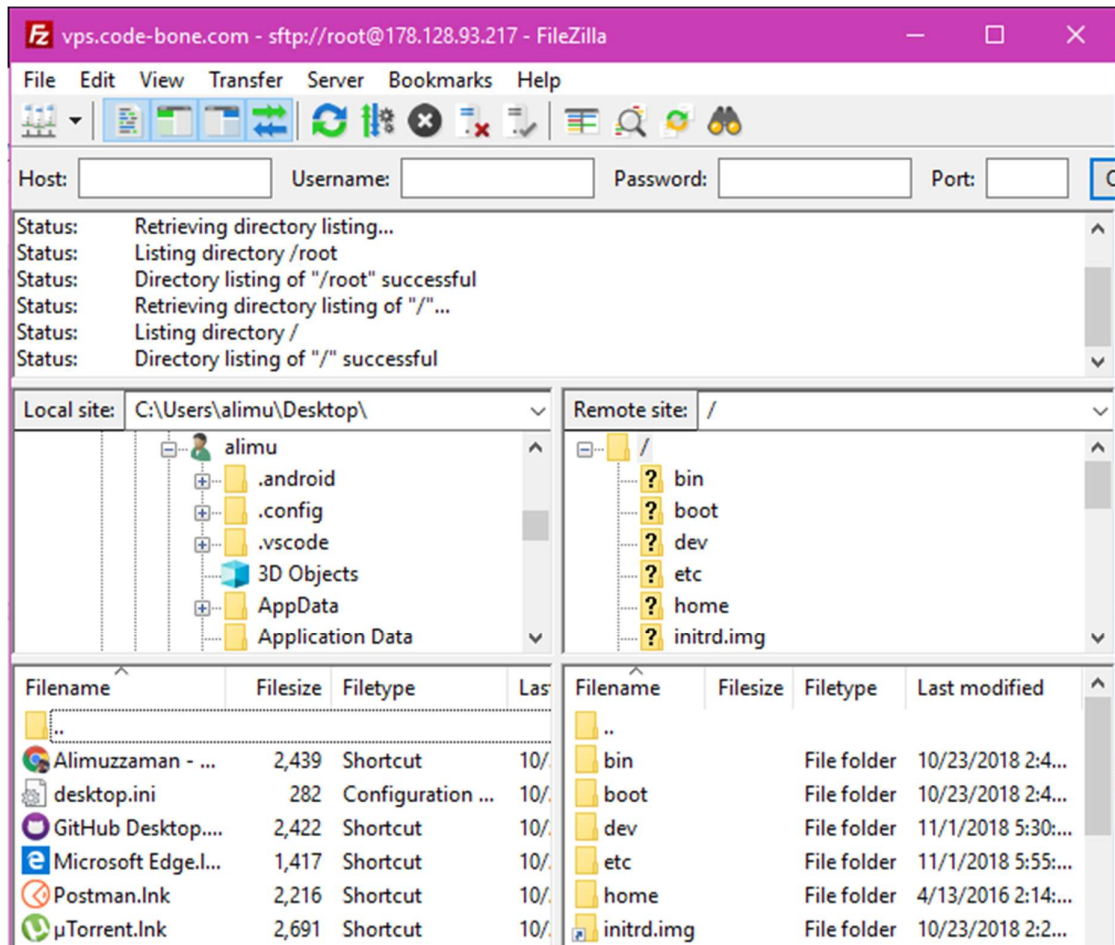 vps.code-bone.com - sftp://root@178.128.93.217 - FileZilla
File Edit View Transfer Server Bookmarks Help
Host: Username: Password: Port:
Status: Retrieving directory listing...
Status: Listing directory /root
Status: Directory listing of "/root" successful
Status: Retrieving directory listing of "/"...
Status: Listing directory /
Status: Directory listing of "/" successful
Local site: C:\Users\alimu\Desktop\
alimu
.android
.config
.vscode
3D Objects
AppData
Application Data
Remote site: /
/
bin
boot
dev
etc
home
initrd.img
Filename Filesize Filetype Las
..
Alimuzzaman - ... 2,439 Shortcut 10/.
desktop.ini 282 Configuration ... 10/.
GitHub Desktop.... 2,422 Shortcut 10/.
Microsoft Edge.l... 1,417 Shortcut 10/.
Postman.lnk 2,216 Shortcut 10/.
µTorrent.lnk 2,691 Shortcut 10/.
Filename Filesize Filetype Last modified
..
bin File folder 10/23/2018 2:4...
boot File folder 10/23/2018 2:4...
dev File folder 11/1/2018 5:30:...
etc File folder 11/1/2018 5:55:...
home File folder 4/13/2016 2:14:...
initrd.img File folder 10/23/2018 2:2...